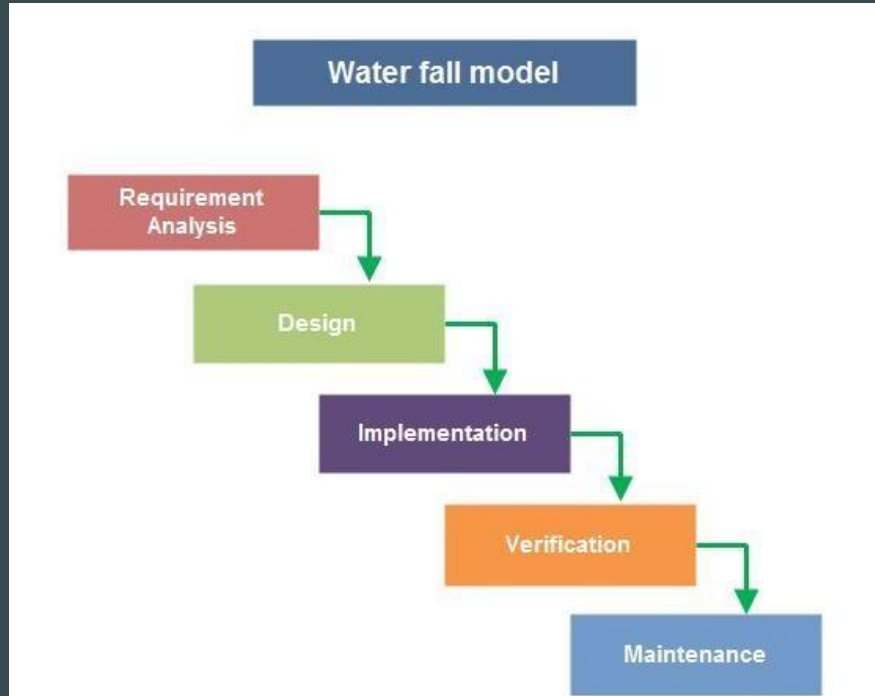 Water fall model
Requirement
Analysis
Design
Implementation
Verification
Maintenance